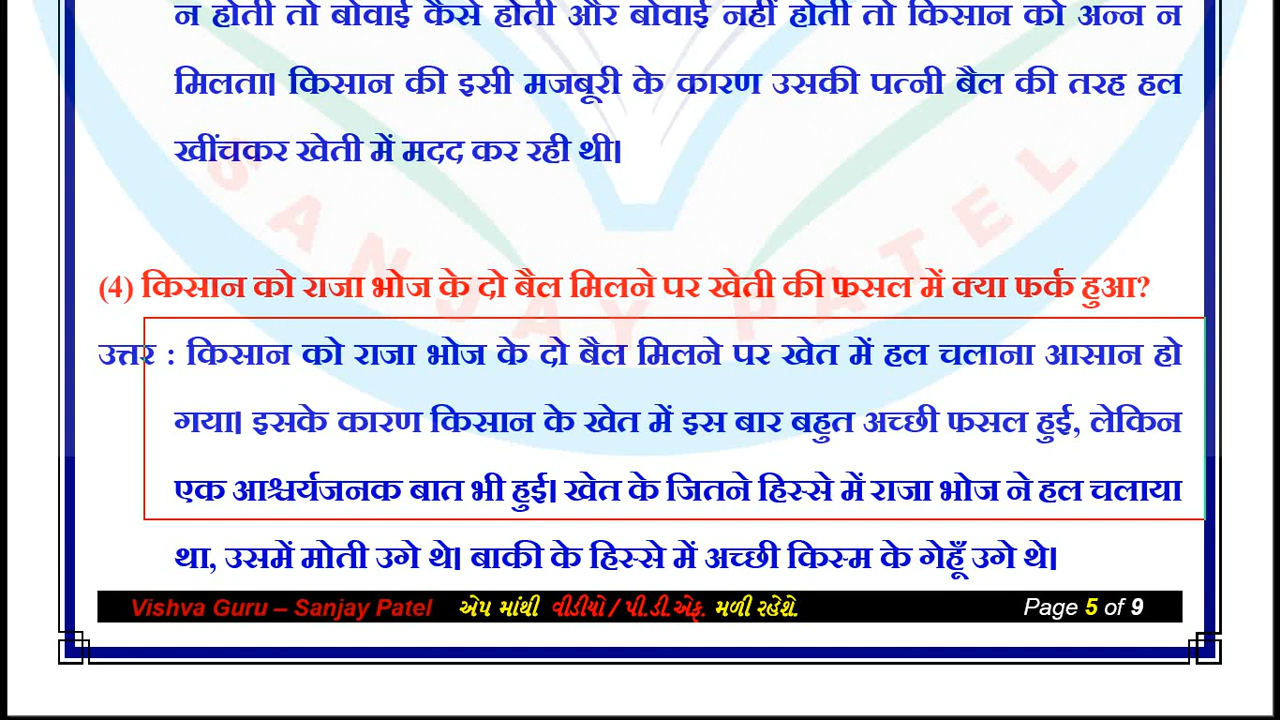 न होती तो बोवाई कैसे होती और बोवाई नहीं होती तो किसान को अन्न न
मिलता। किसान की इसी मजबूरी के कारण उसकी पत्नी बैल की तरह हल
खींचकर खेती में मदद कर रही थी।
SANJAY PATEL
(4) किसान को राजा भोज के दो बैल मिलने पर खेती की फसल में क्या फर्क हुआ?
उत्तर : किसान को राजा भोज के दो बैल मिलने पर खेत में हल चलाना आसान हो
गया। इसके कारण किसान के खेत में इस बार बहुत अच्छी फसल हुई, लेकिन
एक आश्चर्यजनक बात भी हुई। खेत के जितने हिस्से में राजा भोज ने हल चलाया
था, उसमें मोती उगे थे। बाकी के हिस्से में अच्छी किस्म के गेहूँ उगे थे।
Vishva Guru – Sanjay Patel એપ માંથી વીડીયો / પી.ડી.એફ. મળી રહેશે. Page 5 of 9